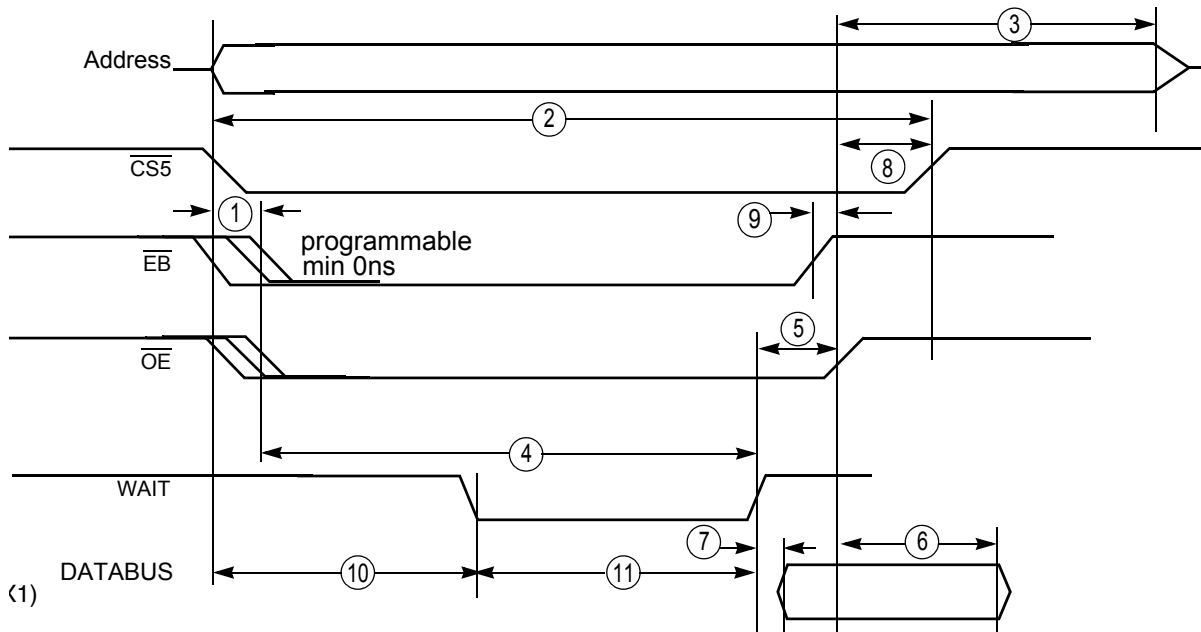 3
Address
2
CS5
8
1
9
programmable
min 0ns
EB
5
OE
4
WAIT
7
6
DATABUS
10
11
X1)